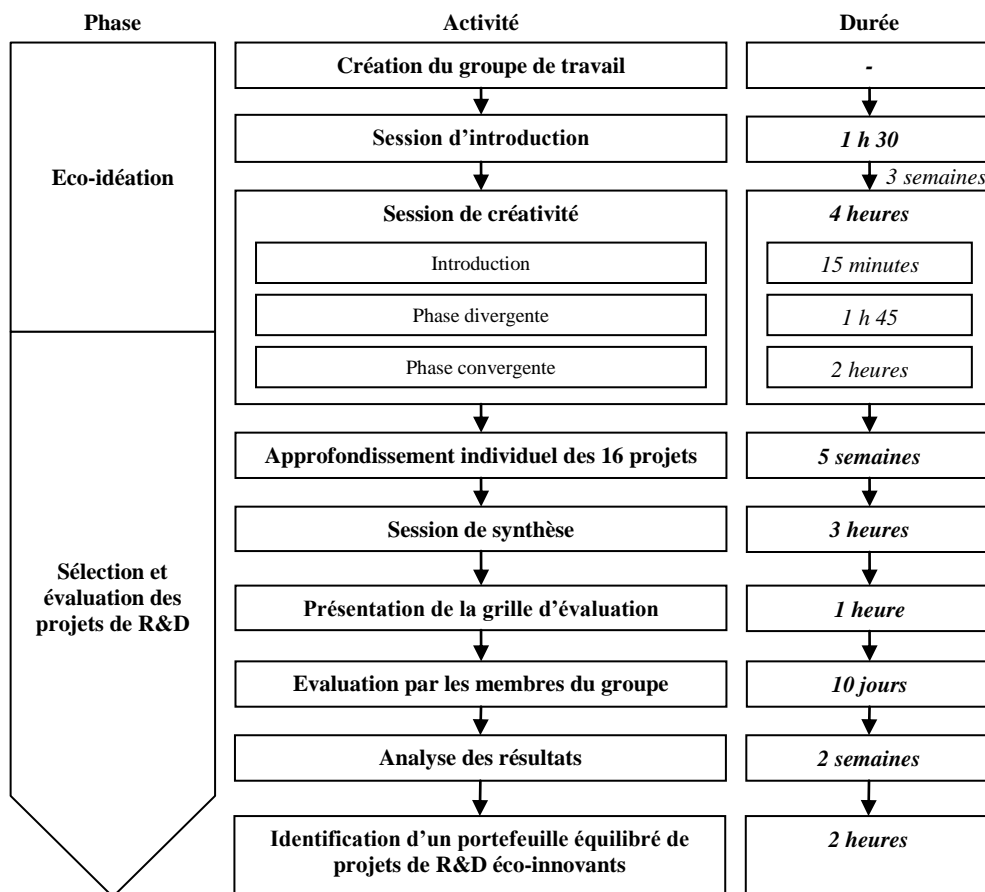 Phase
Activité
Durée
Création du groupe de travail
-
Session d'introduction
1 h 30
3 semaines
Eco-idéation
Session de créativité
4 heures
Introduction
15 minutes
Phase divergente
1 h 45
Phase convergente
2 heures
Approfondissement individuel des 16 projets
5 semaines
Session de synthèse
3 heures
Sélection et
évaluation des
projets de R&D
Présentation de la grille d'évaluation
1 heure
Evaluation par les membres du groupe
10 jours
Analyse des résultats
2 semaines
Identification d'un portefeuille équilibré de
projets de R&D éco-innovants
2 heures